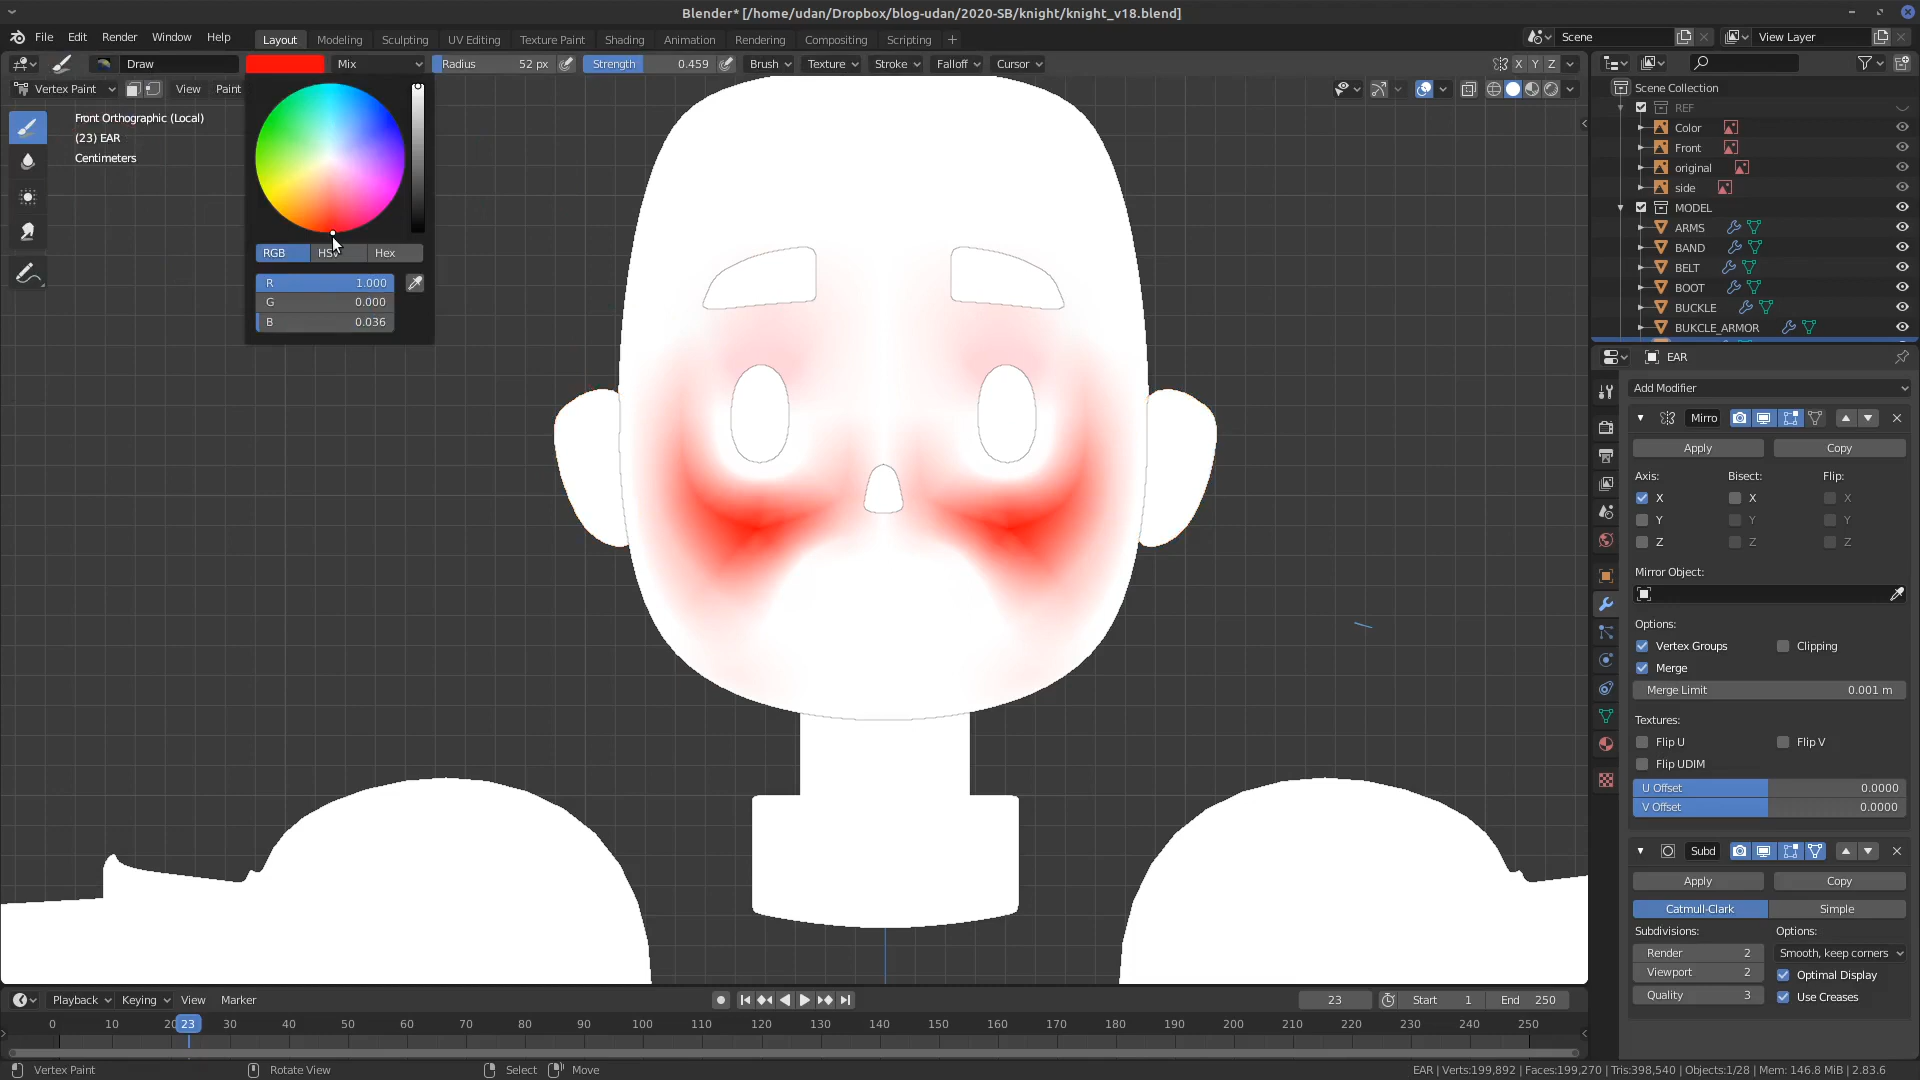 Blender* [/home/udan/Dropbox/blog-udan/2020-SB/knight/knight_v18.blend]
File Edit Render Window Help Layout Modeling Sculpting UV Editing Texture Paint Shading Animation Rendering Compositing Scripting + Scene View Layer
Draw Mix Radius 52 px Strength 0.459 Brush Texture Stroke Falloff Cursor X Y Z
Vertex Paint View Paint
Front Orthographic (Local)
(23) EAR
Centimeters
RGB HSV Hex
R 1.000
G 0.000
B 0.036
Scene Collection
REF
Color
Front
original
side
MODEL
ARMS
BAND
BELT
BOOT
BUCKLE
BUKCLE_ARMOR
EAR
Add Modifier
Mirro
Apply Copy
Axis: Bisect: Flip:
X X X
Y Y Y
Z Z Z
Mirror Object:
Options:
Vertex Groups Clipping
Merge
Merge Limit 0.001 m
Textures:
Flip U Flip V
Flip UDIM
U Offset 0.0000
V Offset 0.0000
Subd
Apply Copy
Catmull-Clark Simple
Subdivisions: Options:
Render 2 Smooth, keep corners
Viewport 2 Optimal Display
Quality 3 Use Creases
Playback Keying View Marker 23 Start 1 End 250
0 10 20 23 30 40 50 60 70 80 90 100 110 120 130 140 150 160 170 180 190 200 210 220 230 240 250
Vertex Paint Rotate View Select Move EAR | Verts:199,892 | Faces:199,270 | Tris:398,540 | Objects:1/28 | Mem: 146.8 MiB | 2.83.6